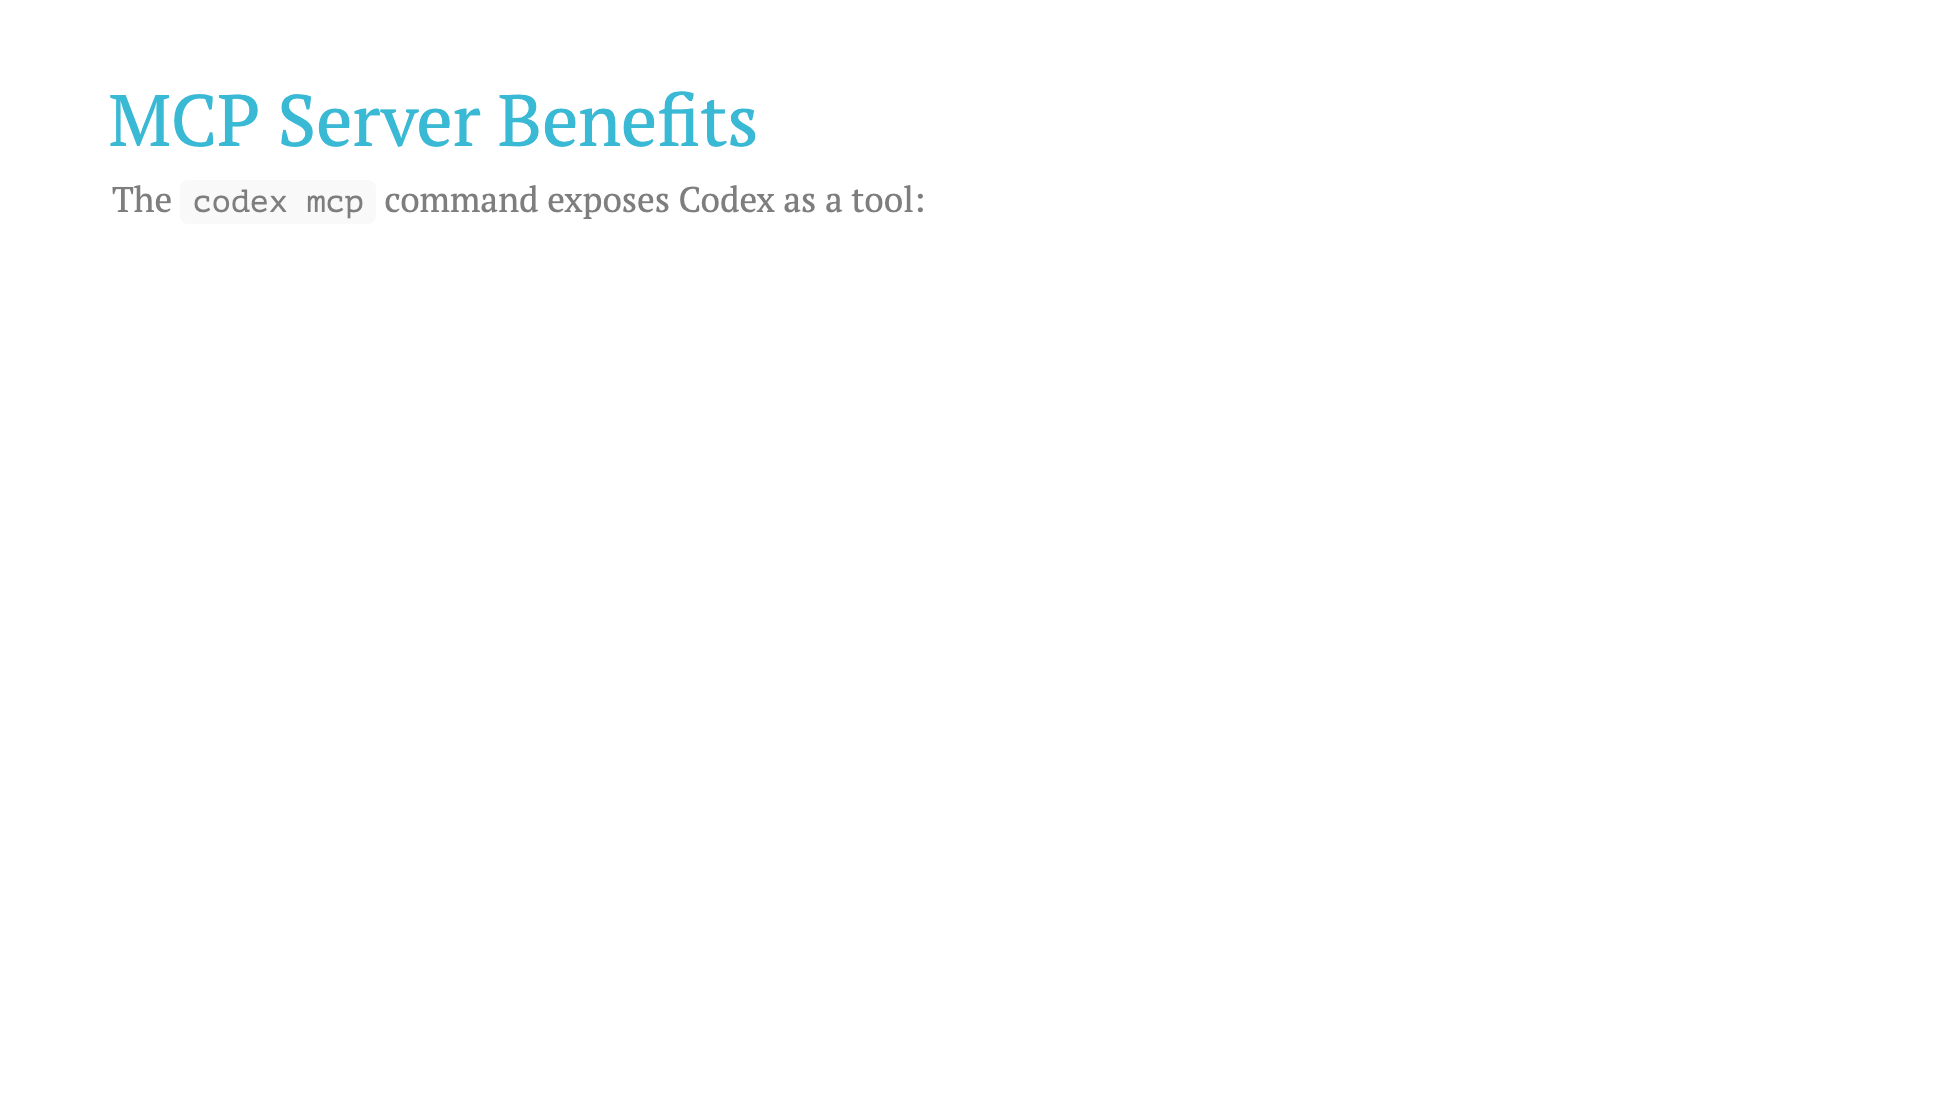 MCP Server Benefits
The codex mcp command exposes Codex as a tool: